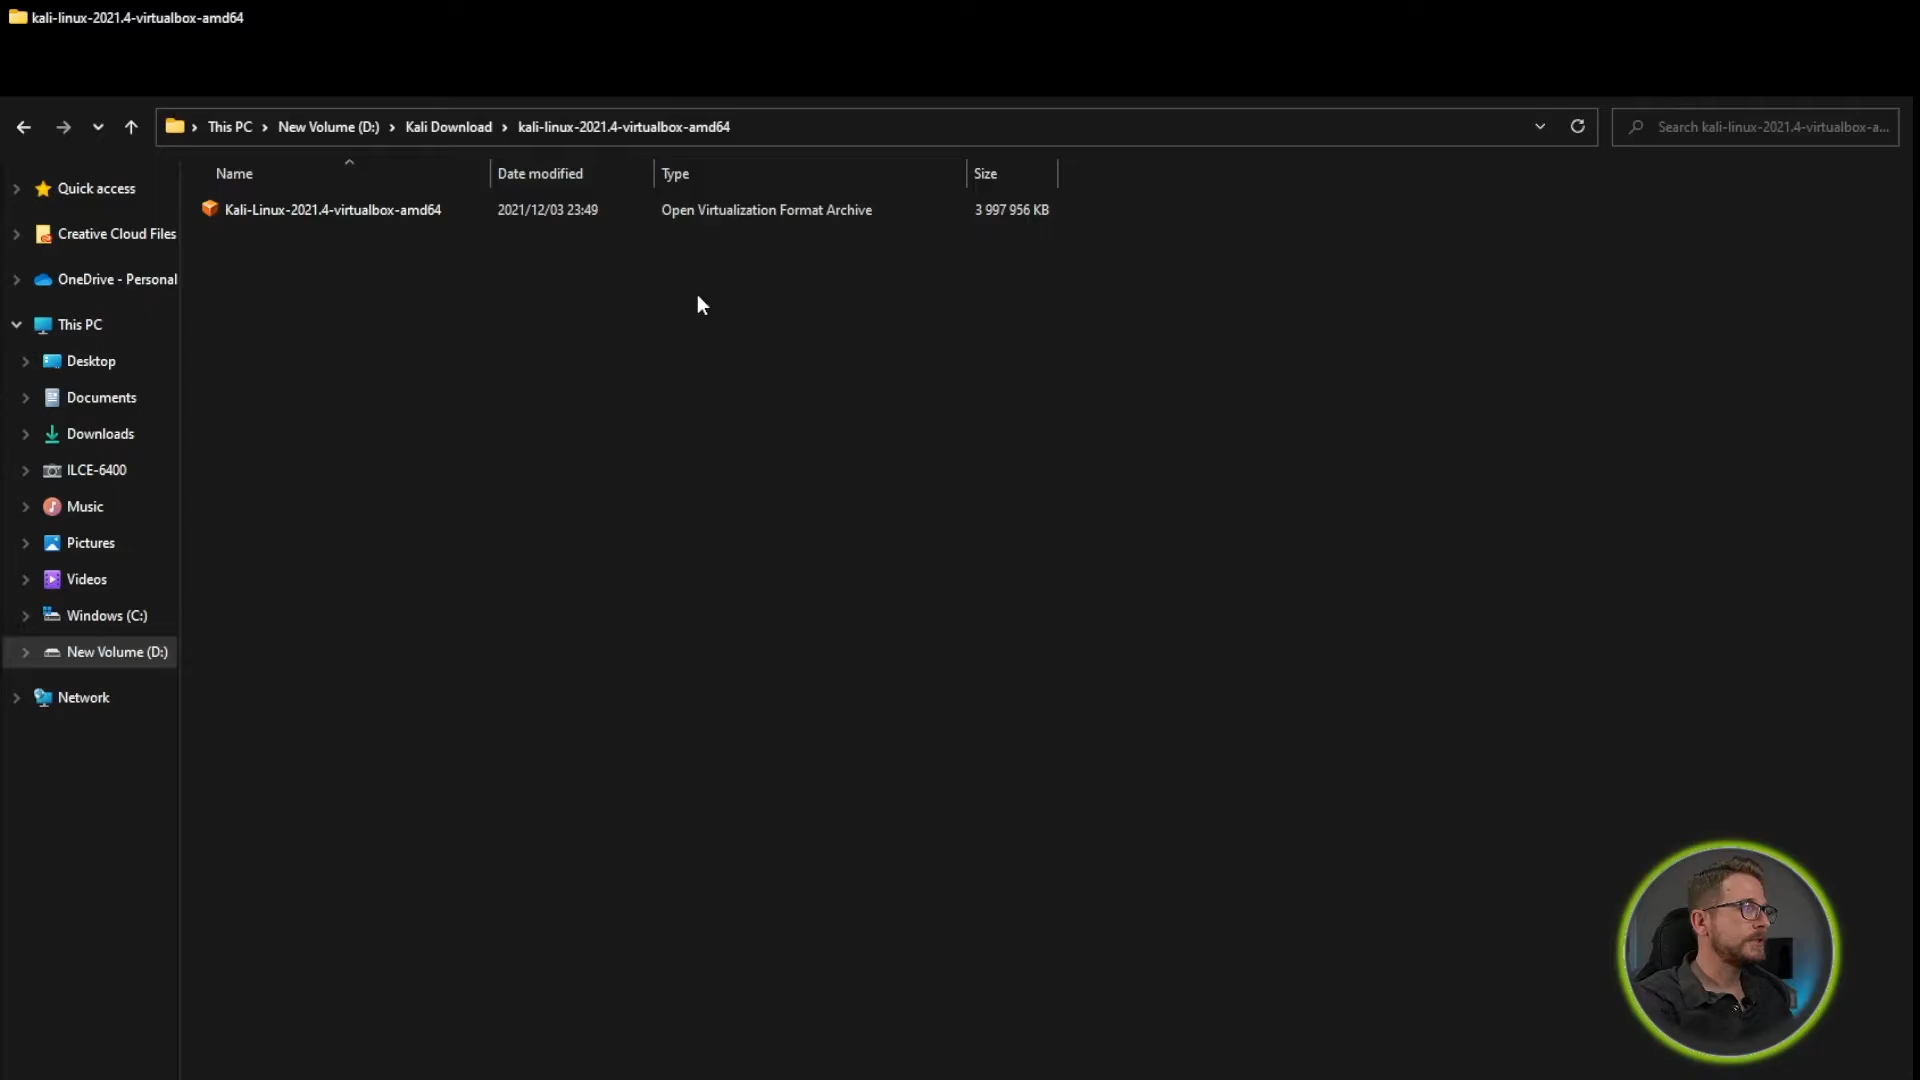 kali-linux-2021.4-virtualbox-amd64
This PC > New Volume (D:) > Kali Download > kali-linux-2021.4-virtualbox-amd64
Search kali-linux-2021.4-virtualbox-a...
Name Date modified Type Size
Kali-Linux-2021.4-virtualbox-amd64 2021/12/03 23:49 Open Virtualization Format Archive 3 997 956 KB
Quick access
Creative Cloud Files
OneDrive - Personal
This PC
Desktop
Documents
Downloads
ILCE-6400
Music
Pictures
Videos
Windows (C:)
New Volume (D:)
Network